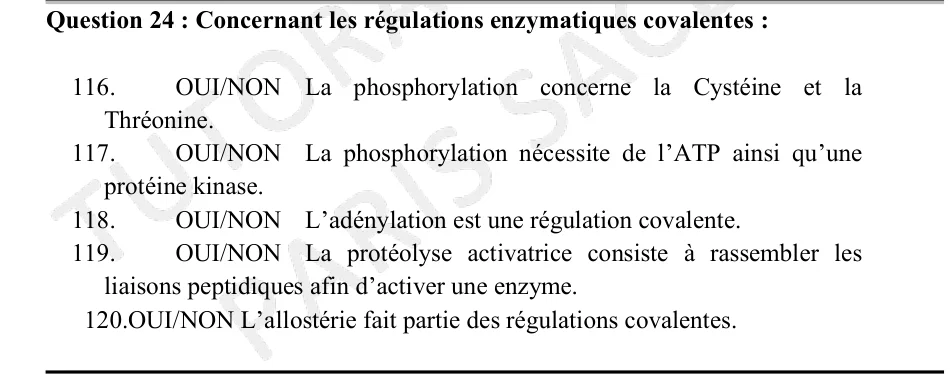 Question 24 : Concernant les régulations enzymatiques covalentes :
116. OUI/NON La phosphorylation concerne la Cystéine et la
Thréonine.
117. OUI/NON La phosphorylation nécessite de l’ATP ainsi qu’une
protéine kinase.
118. OUI/NON L’adénylation est une régulation covalente.
119. OUI/NON La protéolyse activatrice consiste à rassembler les
liaisons peptidiques afin d’activer une enzyme.
120.OUI/NON L’allostérie fait partie des régulations covalentes.
TUTORA
PARIS SAC